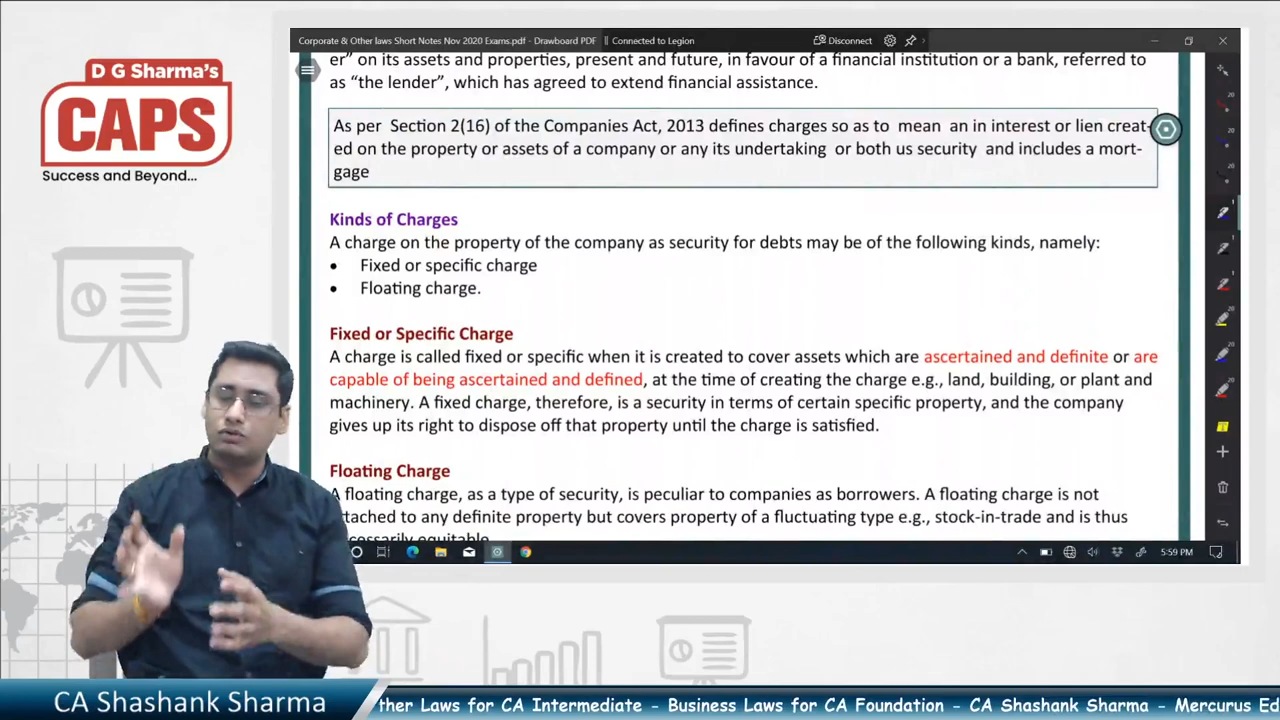 D G Sharma's
CAPS
Success and Beyond...
Corporate & Other laws Short Notes Nov 2020 Exams.pdf - Drawboard PDF || Connected to Legion
Disconnect
er" on its assets and properties, present and future, in favour of a financial institution or a bank, referred to
as "the lender", which has agreed to extend financial assistance.
As per Section 2(16) of the Companies Act, 2013 defines charges so as to mean an in interest or lien creat-
ed on the property or assets of a company or any its undertaking or both us security and includes a mort-
gage
Kinds of Charges
A charge on the property of the company as security for debts may be of the following kinds, namely:
• Fixed or specific charge
• Floating charge.
Fixed or Specific Charge
A charge is called fixed or specific when it is created to cover assets which are ascertained and definite or are
capable of being ascertained and defined, at the time of creating the charge e.g., land, building, or plant and
machinery. A fixed charge, therefore, is a security in terms of certain specific property, and the company
gives up its right to dispose off that property until the charge is satisfied.
Floating Charge
A floating charge, as a type of security, is peculiar to companies as borrowers. A floating charge is not
ttached to any definite property but covers property of a fluctuating type e.g., stock-in-trade and is thus
cessarily equitable
5:59 PM
CA Shashank Sharma
ther Laws for CA Intermediate - Business Laws for CA Foundation - CA Shashank Sharma - Mercurus Ed